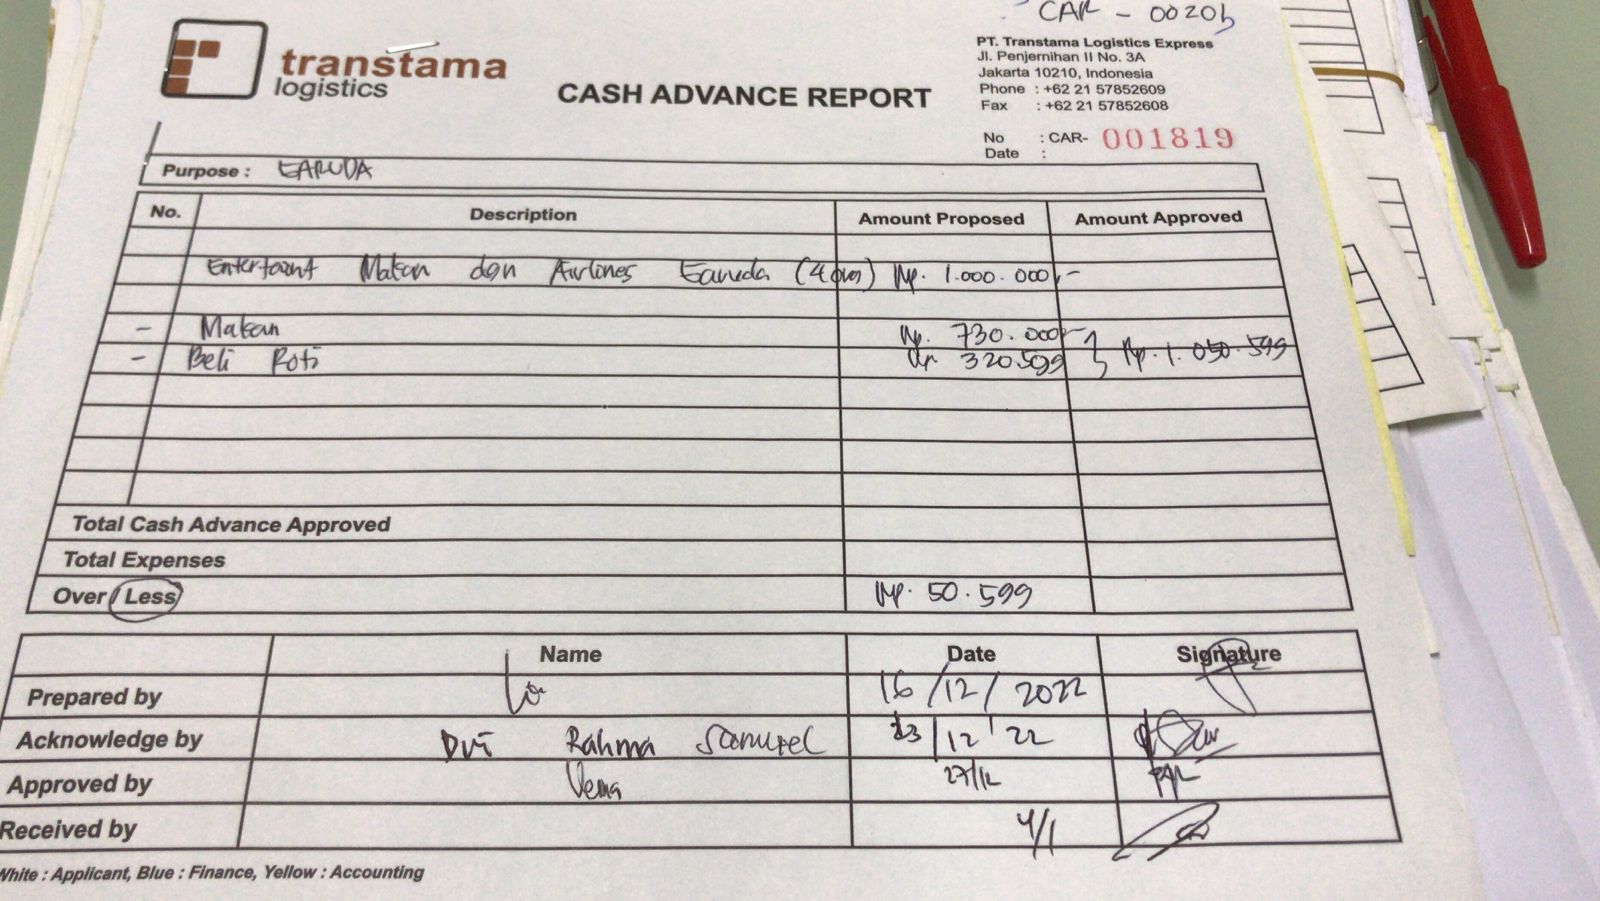 CAR - 00206
transtama
logistics
CASH ADVANCE REPORT
PT. Transtama Logistics Express
Jl. Penjernihan II No. 3A
Jakarta 10210, Indonesia
Phone : +62 21 57852609
Fax : +62 21 57852608
No : CAR- 001819
Date :
Purpose : GARUDA
No. Description Amount Proposed Amount Approved
Makan dgn Airlines Garuda (4 org) Rp. 1.000.000,-
- Makan Rp. 730.000,-
- Beli Roti Rp. 320.599 Rp. 1.050.599
Total Cash Advance Approved
Total Expenses
Over / Less Rp. 50.599
Name Date Signature
Prepared by 16/12/2022
Acknowledge by Dwi Rahma 23/12/22
Approved by Vema 27/12
Received by 4/1
White : Applicant, Blue : Finance, Yellow : Accounting